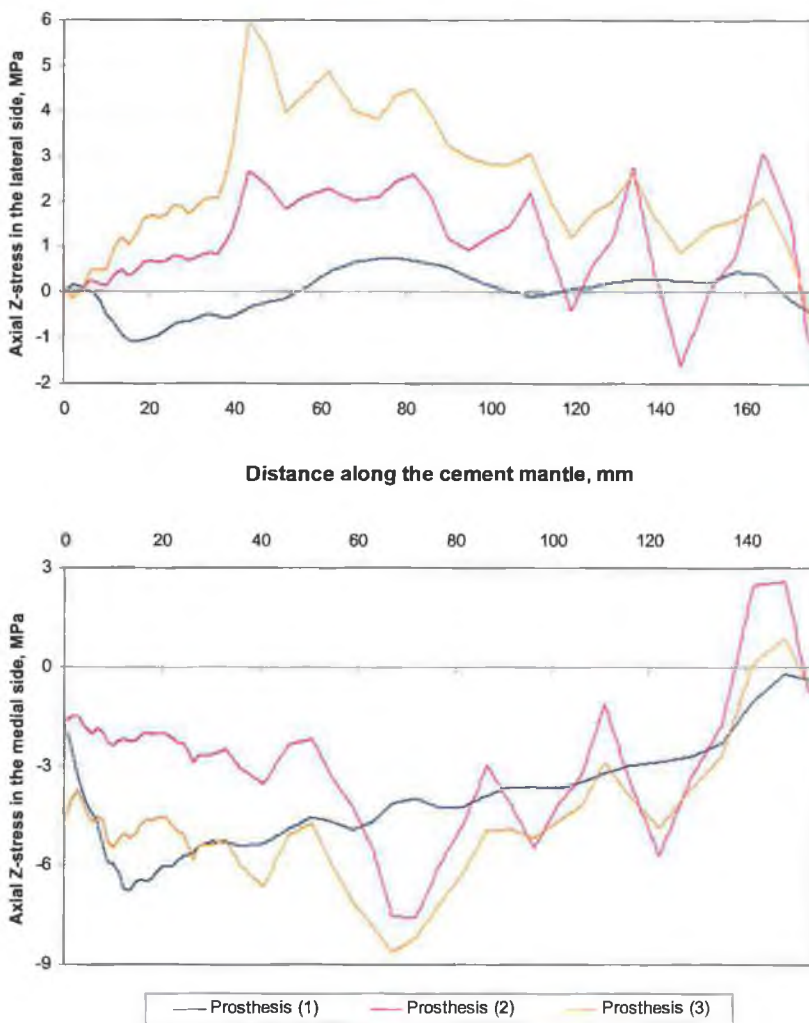 Axial Z-stress in the lateral side, MPa
6
5
4
3
2
1
0
-1
-2
0 20 40 60 80 100 120 140 160
Distance along the cement mantle, mm
0 20 40 60 80 100 120 140
Axial Z-stress in the medial side, MPa
3
0
-3
-6
-9
Prosthesis (1) Prosthesis (2) Prosthesis (3)